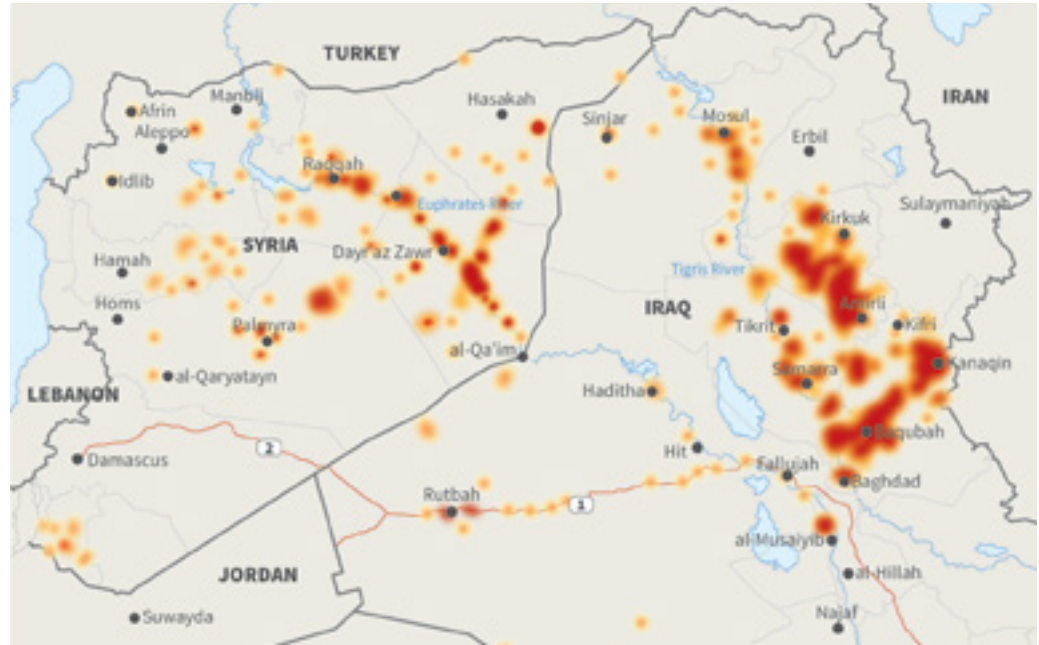 TURKEY
IRAN
Manbij
Afrin
Aleppo
Hasakah
Sinjar
Mosul
Erbil
Raqqah
Idlib
Euphrates River
Sulaymaniyah
Kirkuk
SYRIA
Dayr az Zawr
Hamah
Tigris River
Homs
IRAQ
Amirli
Palmyra
Tikrit
Kifri
al-Qa'im
Kanaqin
al-Qaryatayn
Samarra
LEBANON
Haditha
Baqubah
2
Hit
Damascus
Fallujah
Baghdad
Rutbah
1
al-Musaiyib
JORDAN
al-Hillah
Suwayda
Najaf